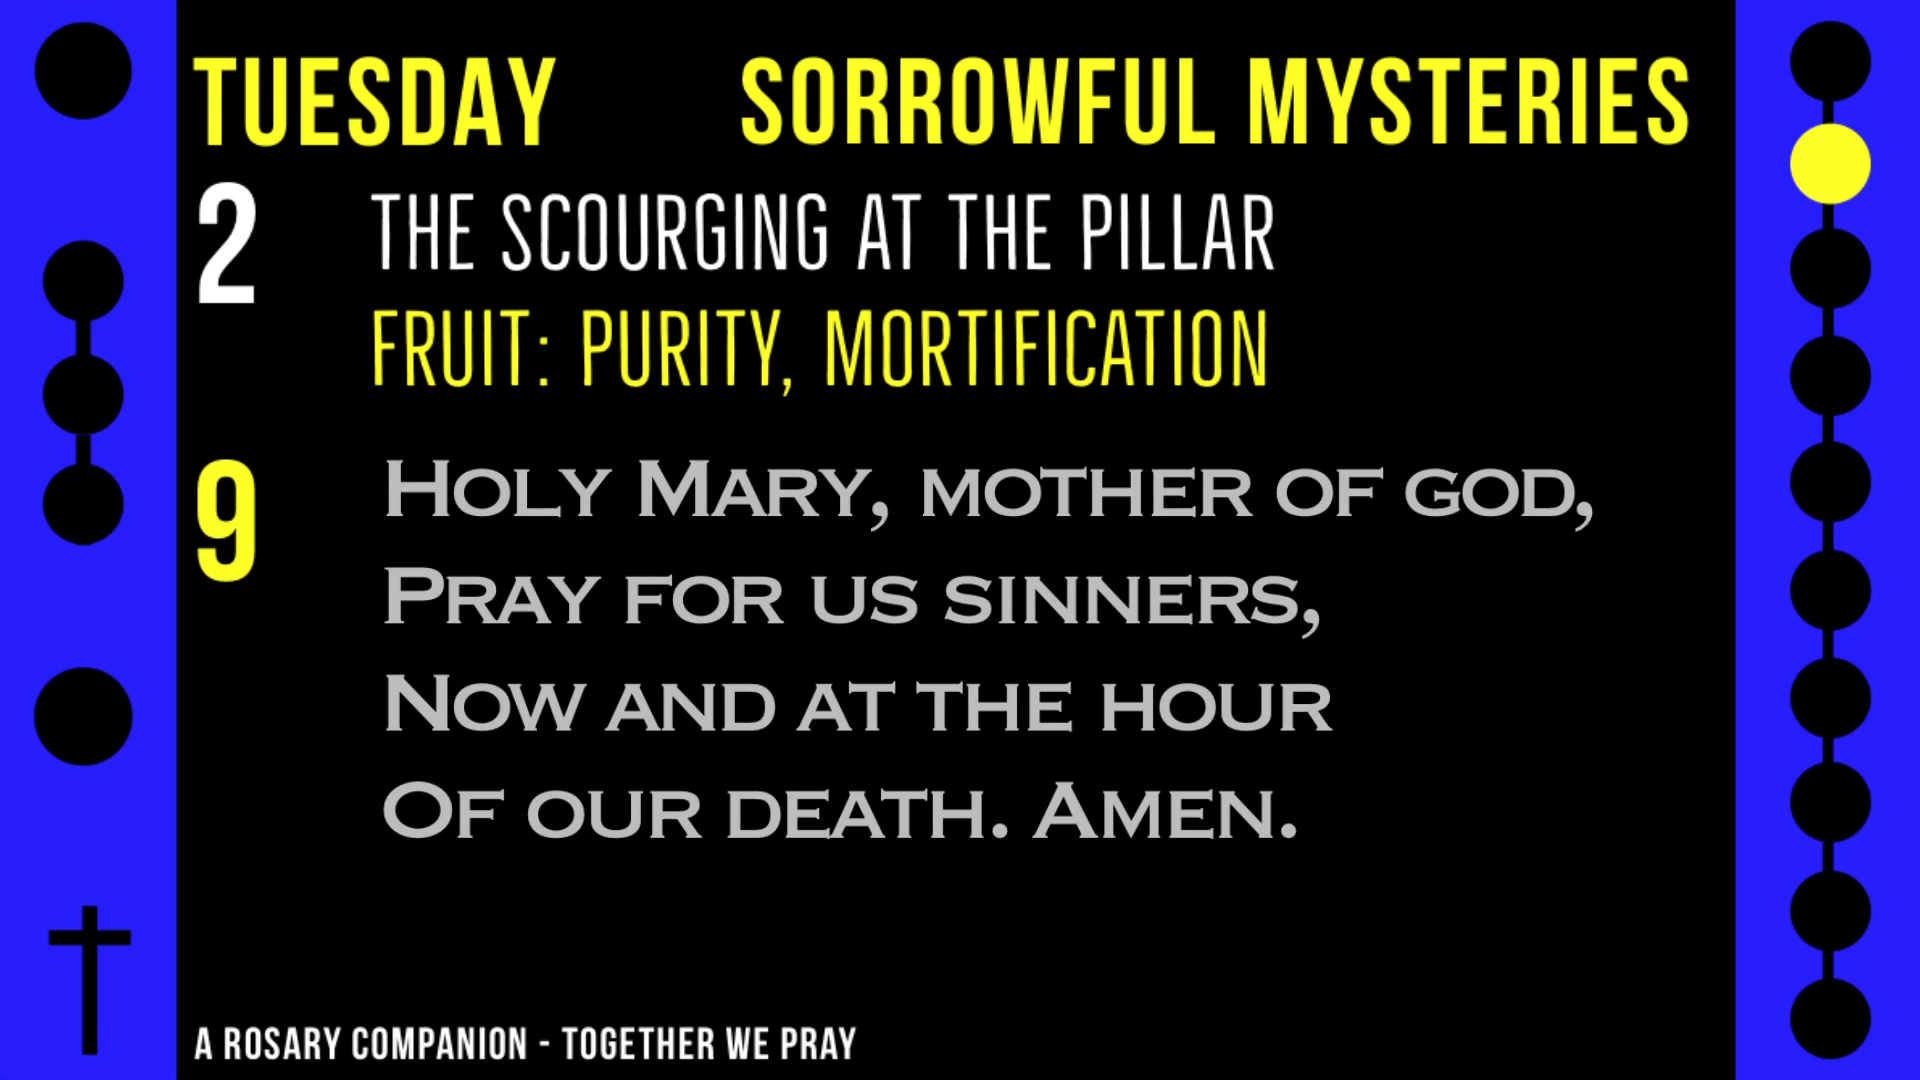 TUESDAY SORROWFUL MYSTERIES
2 THE SCOURGING AT THE PILLAR
FRUIT: PURITY, MORTIFICATION
9 HOLY MARY, MOTHER OF GOD,
PRAY FOR US SINNERS,
NOW AND AT THE HOUR
OF OUR DEATH. AMEN.
A ROSARY COMPANION - TOGETHER WE PRAY